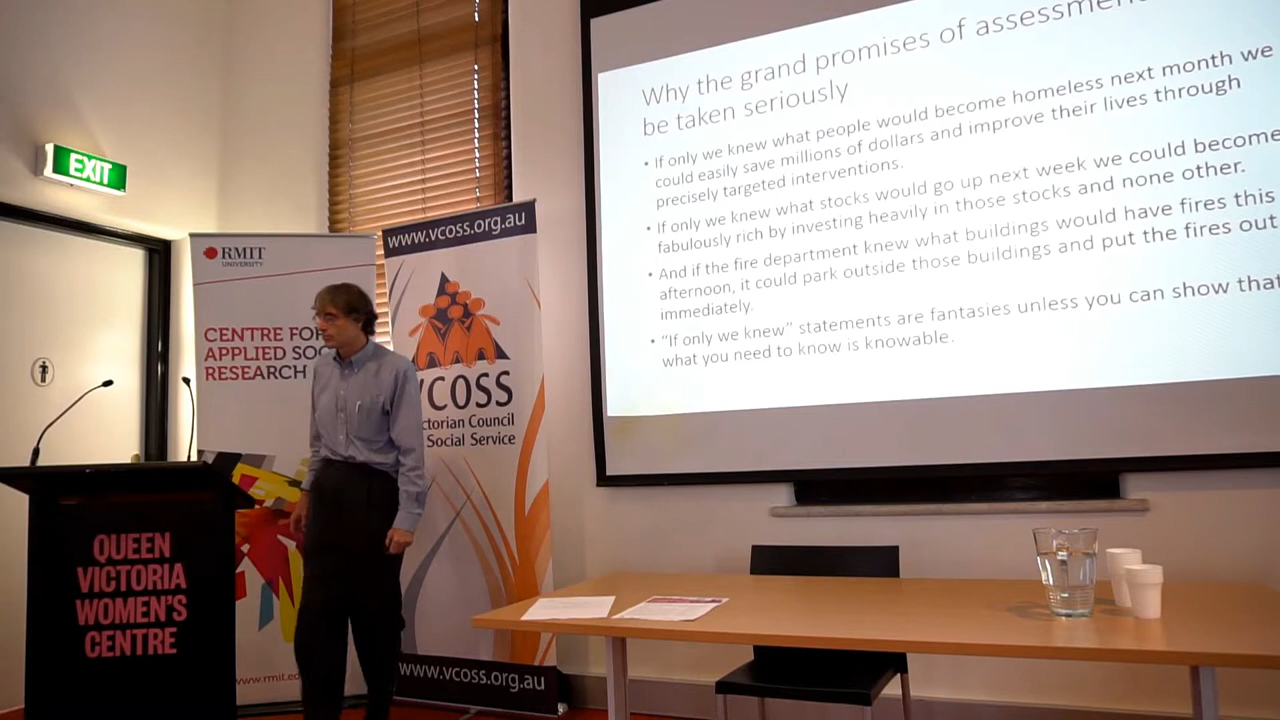 EXIT
RMIT
UNIVERSITY
CENTRE FOR
APPLIED SOC
RESEARCH
www.rmit.ed
www.vcoss.org.au
VCOSS
ctorian Council
Social Service
www.vcoss.org.au
QUEEN
VICTORIA
WOMEN'S
CENTRE
Why the grand promises of assessment
be taken seriously
• If only we knew what people would become homeless next month we
could easily save millions of dollars and improve their lives through
precisely targeted interventions.
• If only we knew what stocks would go up next week we could become
fabulously rich by investing heavily in those stocks and none other.
• And if the fire department knew what buildings would have fires this
afternoon, it could park outside those buildings and put the fires out
immediately.
• "If only we knew" statements are fantasies unless you can show that
what you need to know is knowable.